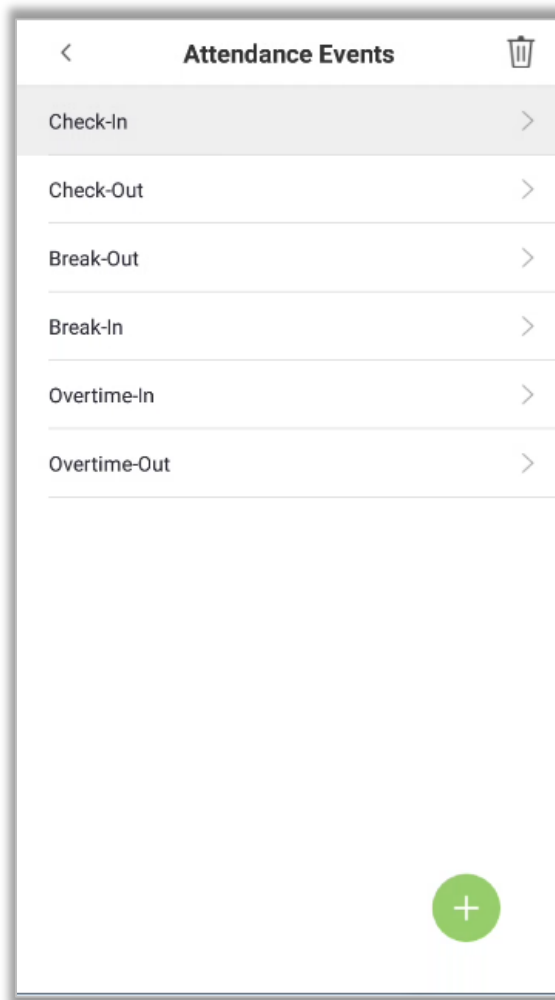 Attendance Events
Check-In
Check-Out
Break-Out
Break-In
Overtime-In
Overtime-Out